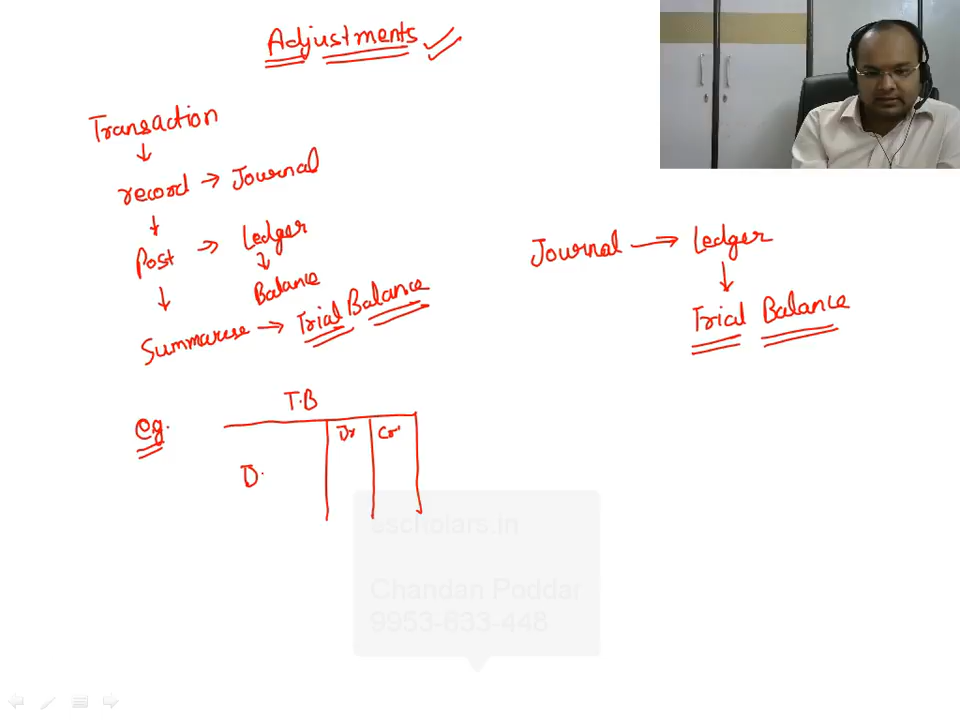 Adjustments
Transaction
↓
record → Journal
↓
Post → Ledger
↓
Balance
↓
Summarise → Trial Balance
Journal → Ledger
↓
Trial Balance
eg.
T.B
Dr Cr
D.
escholars.in
Chandan Poddar
9953-633-448